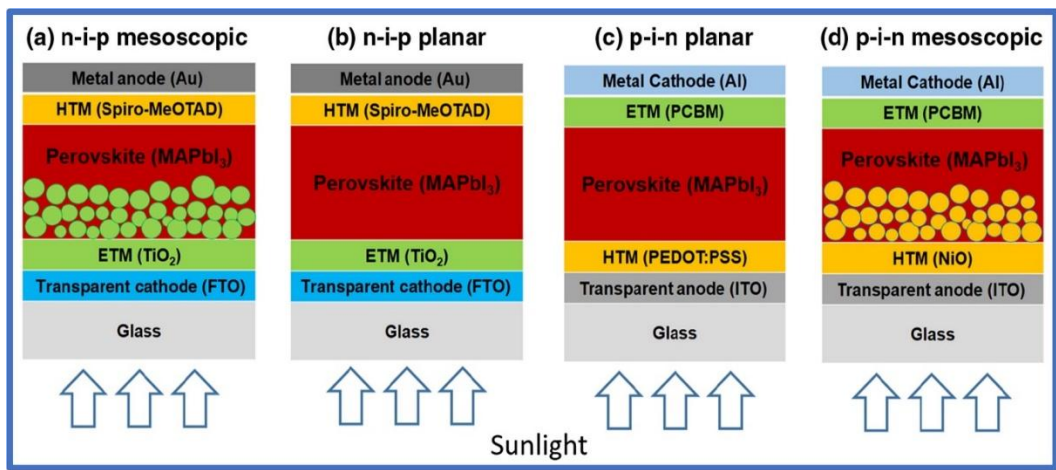 (a) n-i-p mesoscopic
Metal anode (Au)
HTM (Spiro-MeOTAD)
Perovskite (MAPbI₃)
ETM (TiO₂)
Transparent cathode (FTO)
Glass
(b) n-i-p planar
Metal anode (Au)
HTM (Spiro-MeOTAD)
Perovskite (MAPbI₃)
ETM (TiO₂)
Transparent cathode (FTO)
Glass
(c) p-i-n planar
Metal Cathode (Al)
ETM (PCBM)
Perovskite (MAPbI₃)
HTM (PEDOT:PSS)
Transparent anode (ITO)
Glass
(d) p-i-n mesoscopic
Metal Cathode (Al)
ETM (PCBM)
Perovskite (MAPbI₃)
HTM (NiO)
Transparent anode (ITO)
Glass
Sunlight